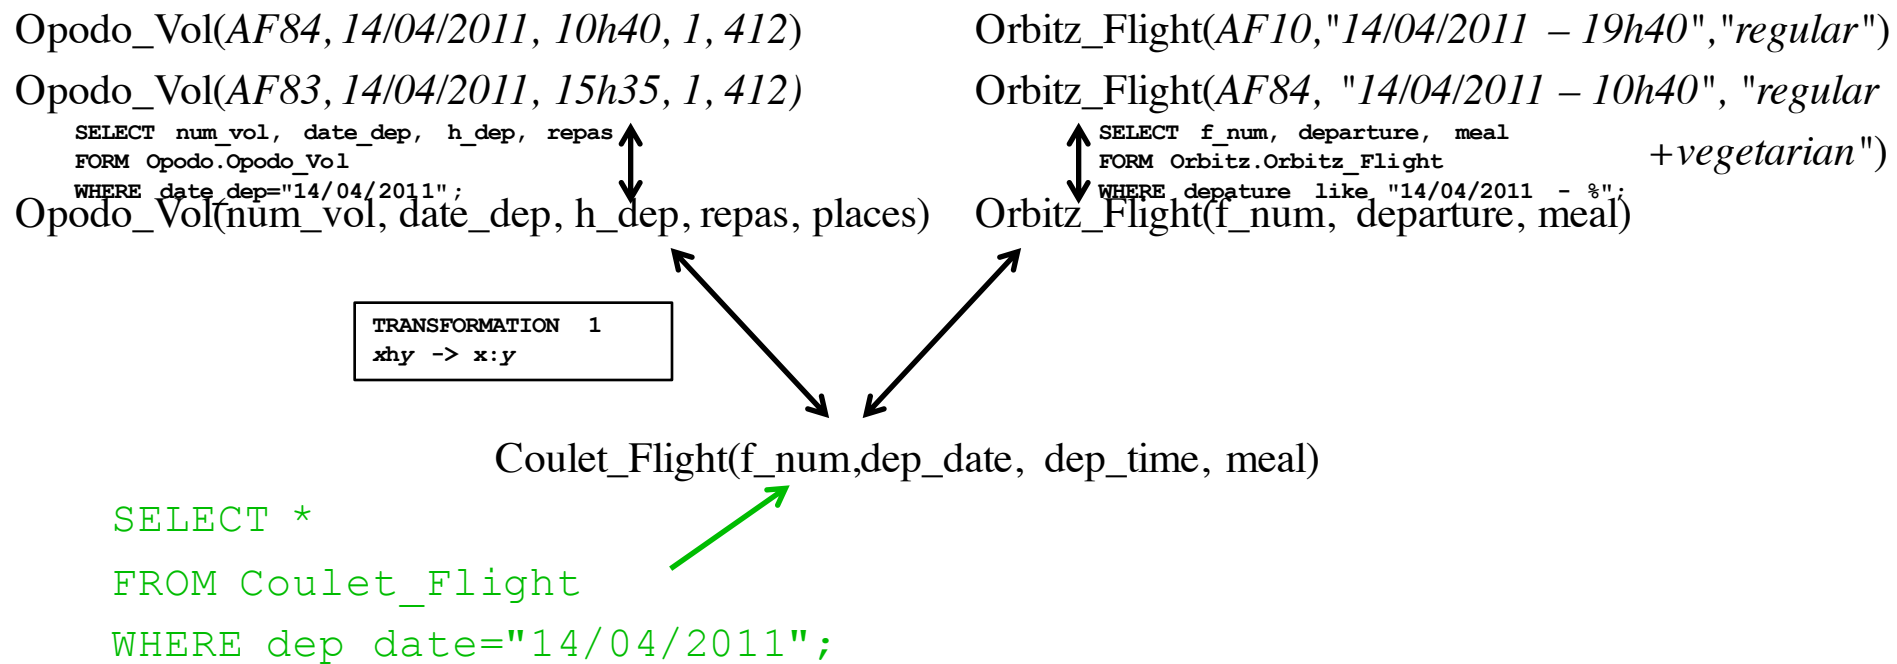 Opodo_Vol(AF84, 14/04/2011, 10h40, 1, 412)
Opodo_Vol(AF83, 14/04/2011, 15h35, 1, 412)
SELECT num_vol, date_dep, h_dep, repas
FORM Opodo.Opodo_Vol
WHERE date_dep="14/04/2011";
Opodo_Vol(num_vol, date_dep, h_dep, repas, places)
Orbitz_Flight(AF10,"14/04/2011 – 19h40","regular")
Orbitz_Flight(AF84, "14/04/2011 – 10h40", "regular
+vegetarian")
SELECT f_num, departure, meal
FORM Orbitz.Orbitz_Flight
WHERE depature like "14/04/2011 - %";
Orbitz_Flight(f_num, departure, meal)
TRANSFORMATION 1
xhy -> x:y
Coulet_Flight(f_num,dep_date, dep_time, meal)
SELECT *
FROM Coulet_Flight
WHERE dep date="14/04/2011";